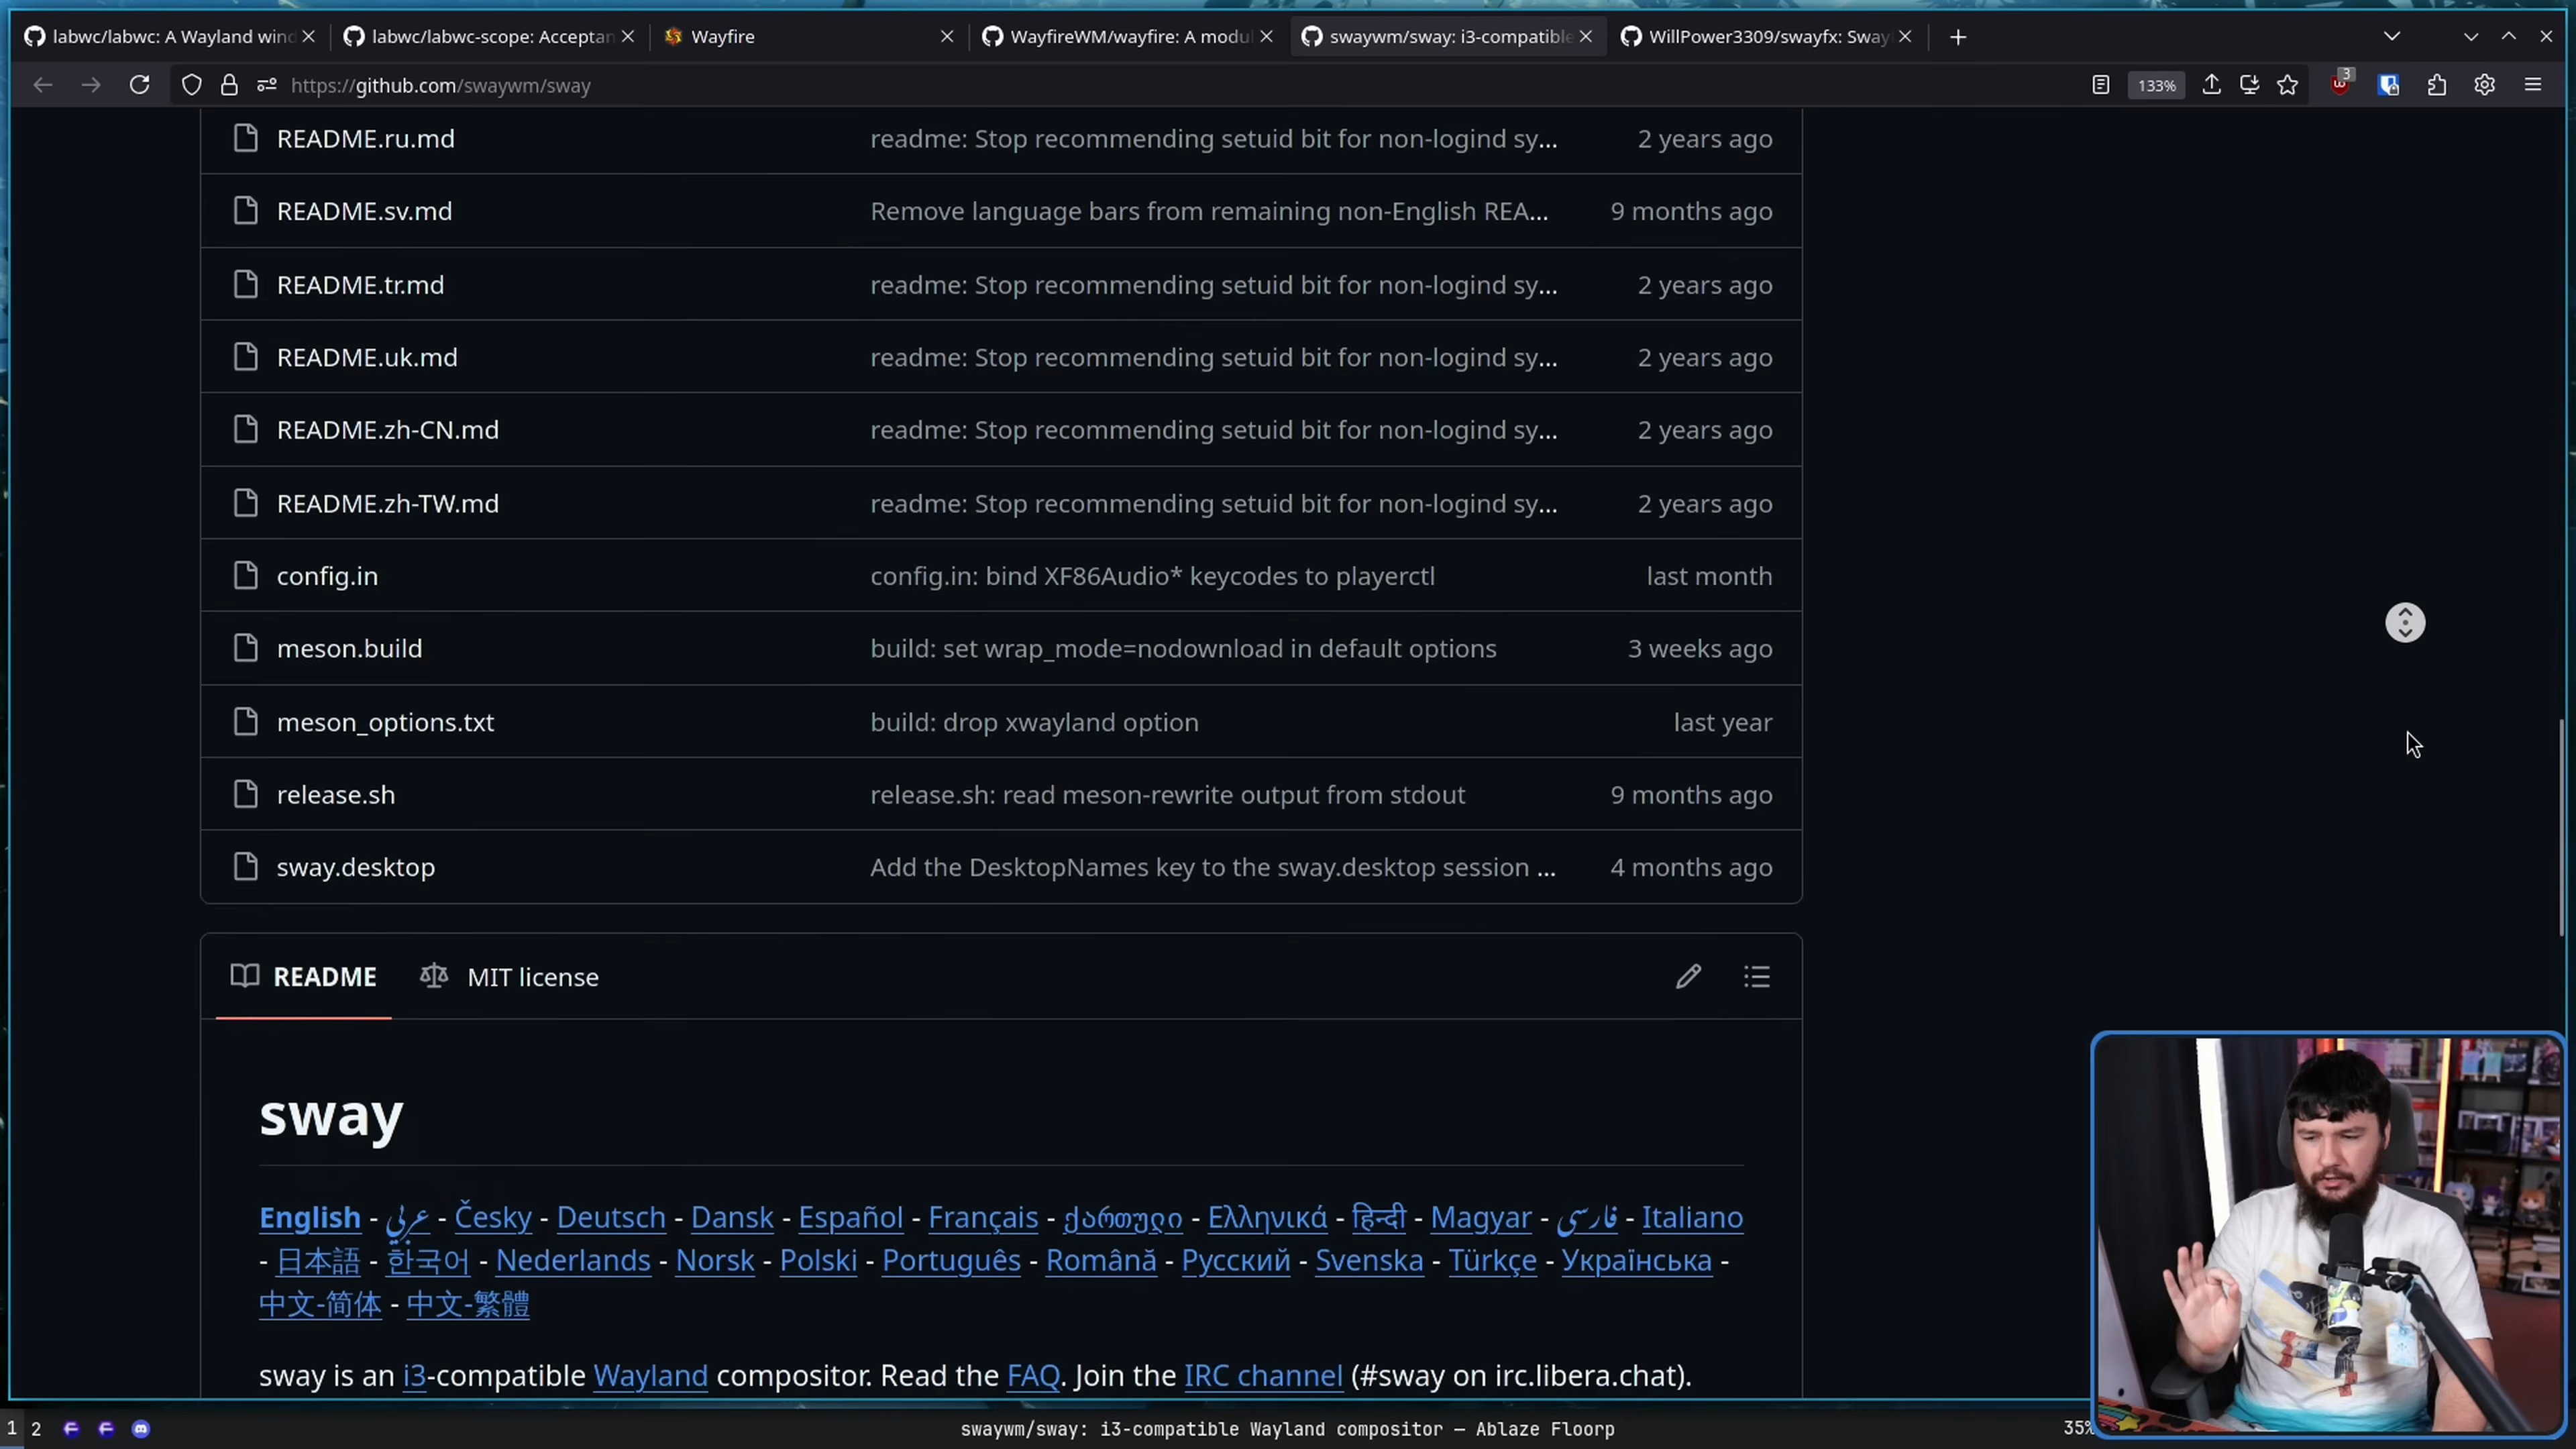 labwc/labwc: A Wayland wind
labwc/labwc-scope: Acceptan
Wayfire
WayfireWM/wayfire: A modul
swaywm/sway: i3-compatible
WillPower3309/swayfx: Sway
https://github.com/swaywm/sway
133%
3
README.ru.md
readme: Stop recommending setuid bit for non-logind sy...
2 years ago
README.sv.md
Remove language bars from remaining non-English REA...
9 months ago
README.tr.md
readme: Stop recommending setuid bit for non-logind sy...
2 years ago
README.uk.md
readme: Stop recommending setuid bit for non-logind sy...
2 years ago
README.zh-CN.md
readme: Stop recommending setuid bit for non-logind sy...
2 years ago
README.zh-TW.md
readme: Stop recommending setuid bit for non-logind sy...
2 years ago
config.in
config.in: bind XF86Audio* keycodes to playerctl
last month
meson.build
build: set wrap_mode=nodownload in default options
3 weeks ago
meson_options.txt
build: drop xwayland option
last year
release.sh
release.sh: read meson-rewrite output from stdout
9 months ago
sway.desktop
Add the DesktopNames key to the sway.desktop session ...
4 months ago
README
MIT license
sway
English - عربي - Česky - Deutsch - Dansk - Español - Français - ქართული - Ελληνικά - हिन्दी - Magyar - فارسی - Italiano
- 日本語 - 한국어 - Nederlands - Norsk - Polski - Português - Română - Русский - Svenska - Türkçe - Українська -
中文-简体 - 中文-繁體
sway is an i3-compatible Wayland compositor. Read the FAQ. Join the IRC channel (#sway on irc.libera.chat).
1 2
swaywm/sway: i3-compatible Wayland compositor — Ablaze Floorp
35%